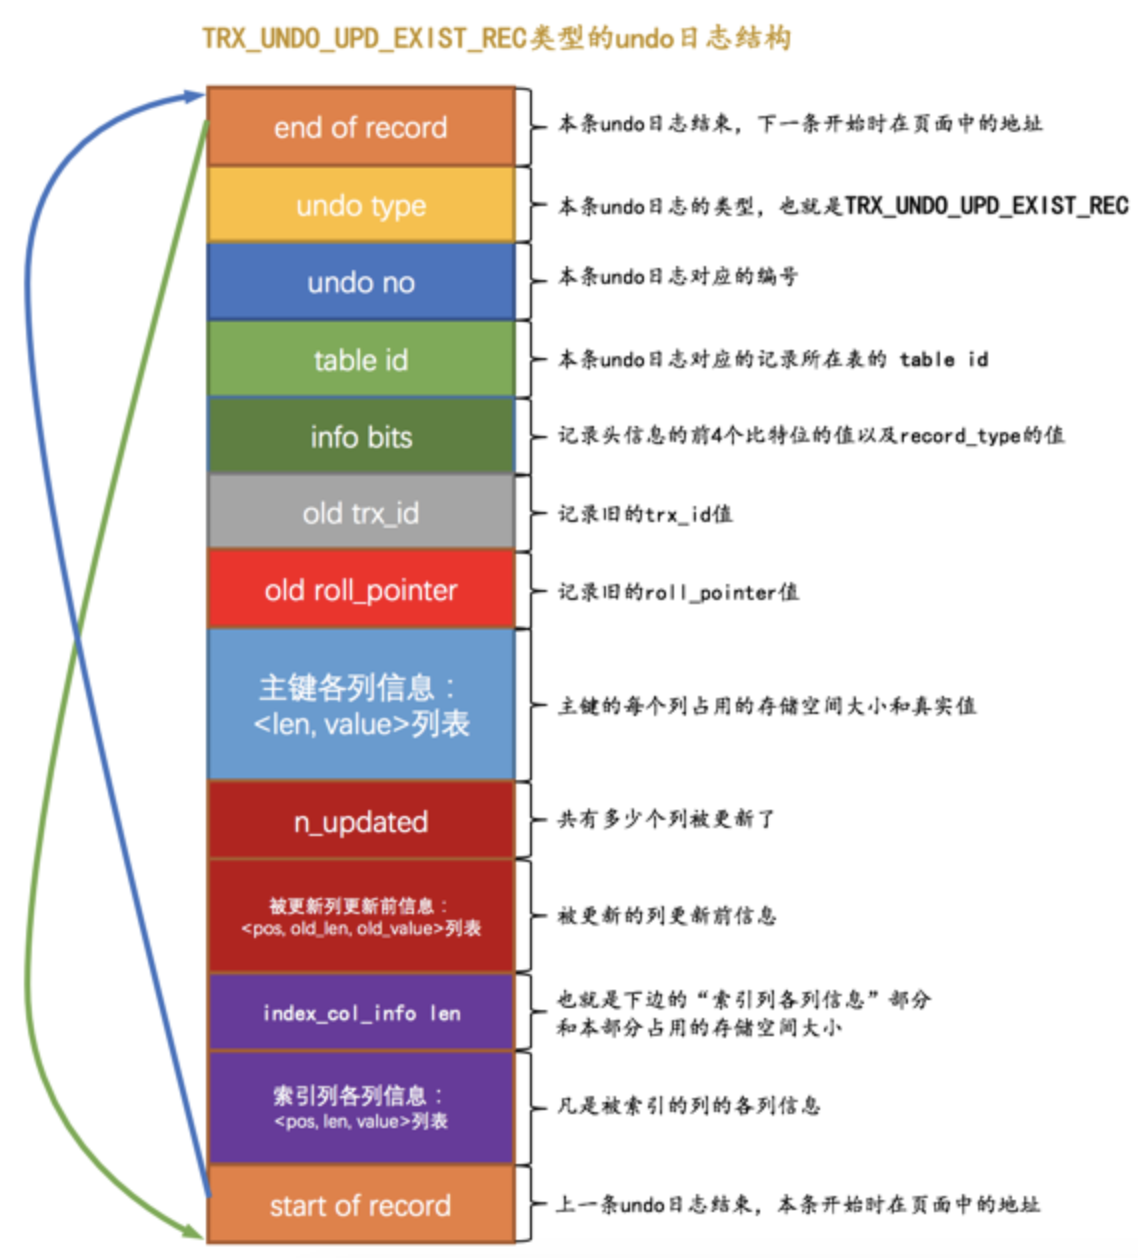 TRX_UNDO_UPD_EXIST_REC类型的undo日志结构
end of record
本条undo日志结束，下一条开始时在页面中的地址
undo type
本条undo日志的类型，也就是TRX_UNDO_UPD_EXIST_REC
undo no
本条undo日志对应的编号
table id
本条undo日志对应的记录所在表的 table id
info bits
记录头信息的前4个比特位的值以及record_type的值
old trx_id
记录旧的trx_id值
old roll_pointer
记录旧的roll_pointer值
主键各列信息：
<len, value>列表
主键的每个列占用的存储空间大小和真实值
n_updated
共有多少个列被更新了
被更新列更新前信息：
<pos, old_len, old_value>列表
被更新的列更新前信息
index_col_info len
也就是下边的“索引列各列信息”部分
和本部分占用的存储空间大小
索引列各列信息：
<pos, len, value>列表
凡是被索引的列的各列信息
start of record
上一条undo日志结束，本条开始时在页面中的地址